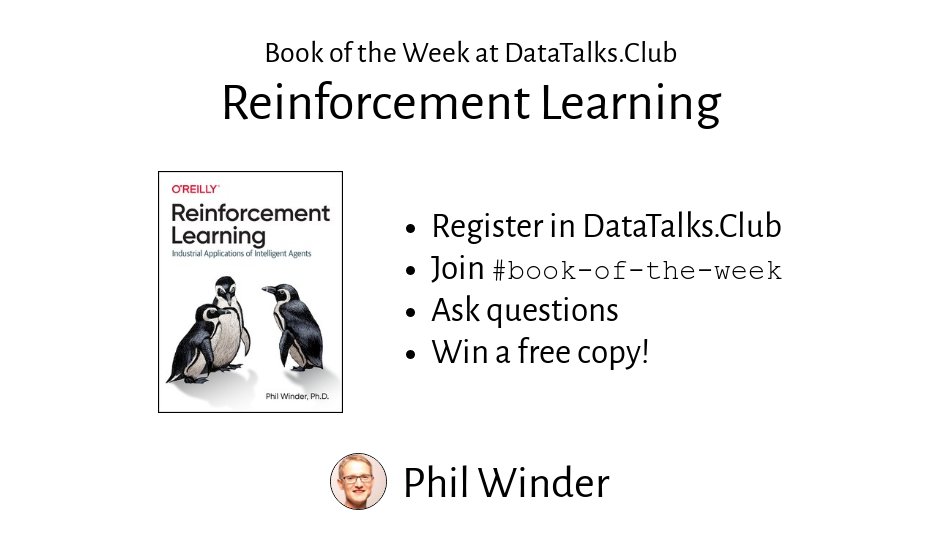 Book of the Week at DataTalks.Club
Reinforcement Learning
O'REILLY
Reinforcement
Learning
Industrial Applications of Intelligent Agents
Phil Winder, Ph.D.
• Register in DataTalks.Club
• Join #book-of-the-week
• Ask questions
• Win a free copy!
Phil Winder